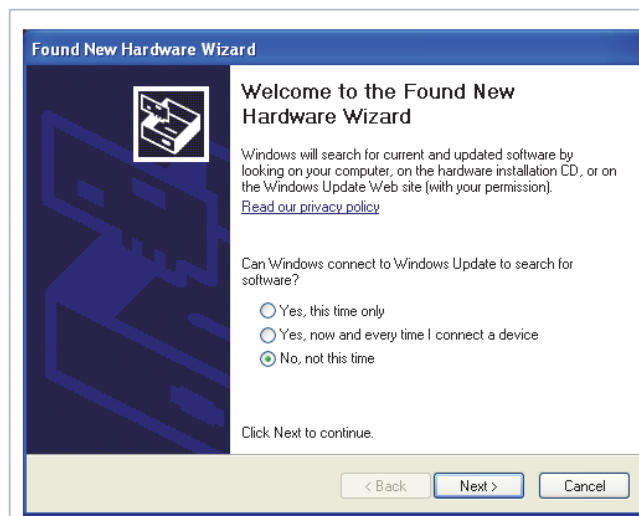 Found New Hardware Wizard
Welcome to the Found New
Hardware Wizard
Windows will search for current and updated software by
looking on your computer, on the hardware installation CD, or on
the Windows Update Web site (with your permission).
Read our privacy policy
Can Windows connect to Windows Update to search for
software?
Yes, this time only
Yes, now and every time I connect a device
No, not this time
Click Next to continue.
< Back Next > Cancel